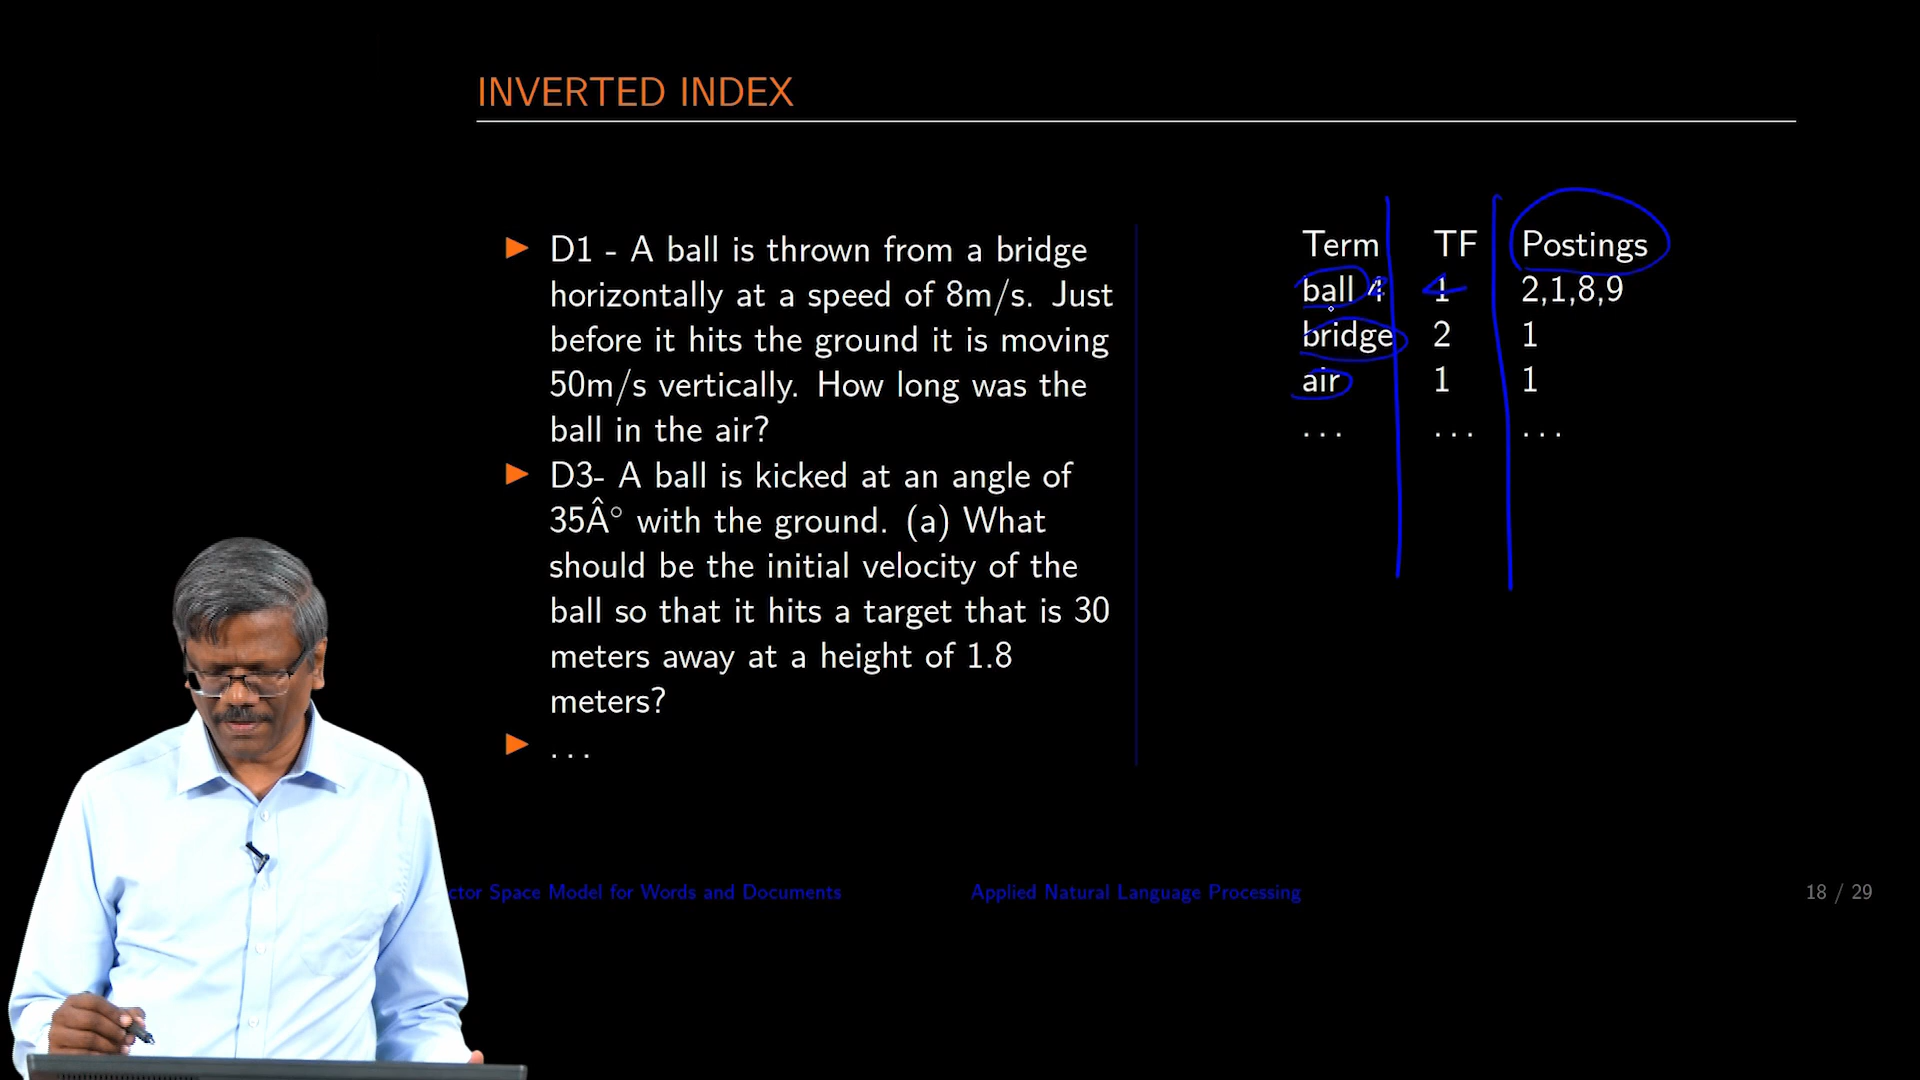 INVERTED INDEX
D1 - A ball is thrown from a bridge
horizontally at a speed of 8m/s. Just
before it hits the ground it is moving
50m/s vertically. How long was the
ball in the air?
D3- A ball is kicked at an angle of
35Â° with the ground. (a) What
should be the initial velocity of the
ball so that it hits a target that is 30
meters away at a height of 1.8
meters?
...
Term TF Postings
ball 4 1 2,1,8,9
bridge 2 1
air 1 1
... ... ...
ctor Space Model for Words and Documents
Applied Natural Language Processing
18 / 29